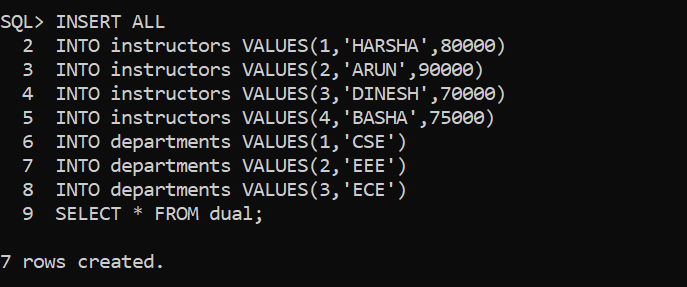 SQL> INSERT ALL
  2  INTO instructors VALUES(1,'HARSHA',80000)
  3  INTO instructors VALUES(2,'ARUN',90000)
  4  INTO instructors VALUES(3,'DINESH',70000)
  5  INTO instructors VALUES(4,'BASHA',75000)
  6  INTO departments VALUES(1,'CSE')
  7  INTO departments VALUES(2,'EEE')
  8  INTO departments VALUES(3,'ECE')
  9  SELECT * FROM dual;
7 rows created.